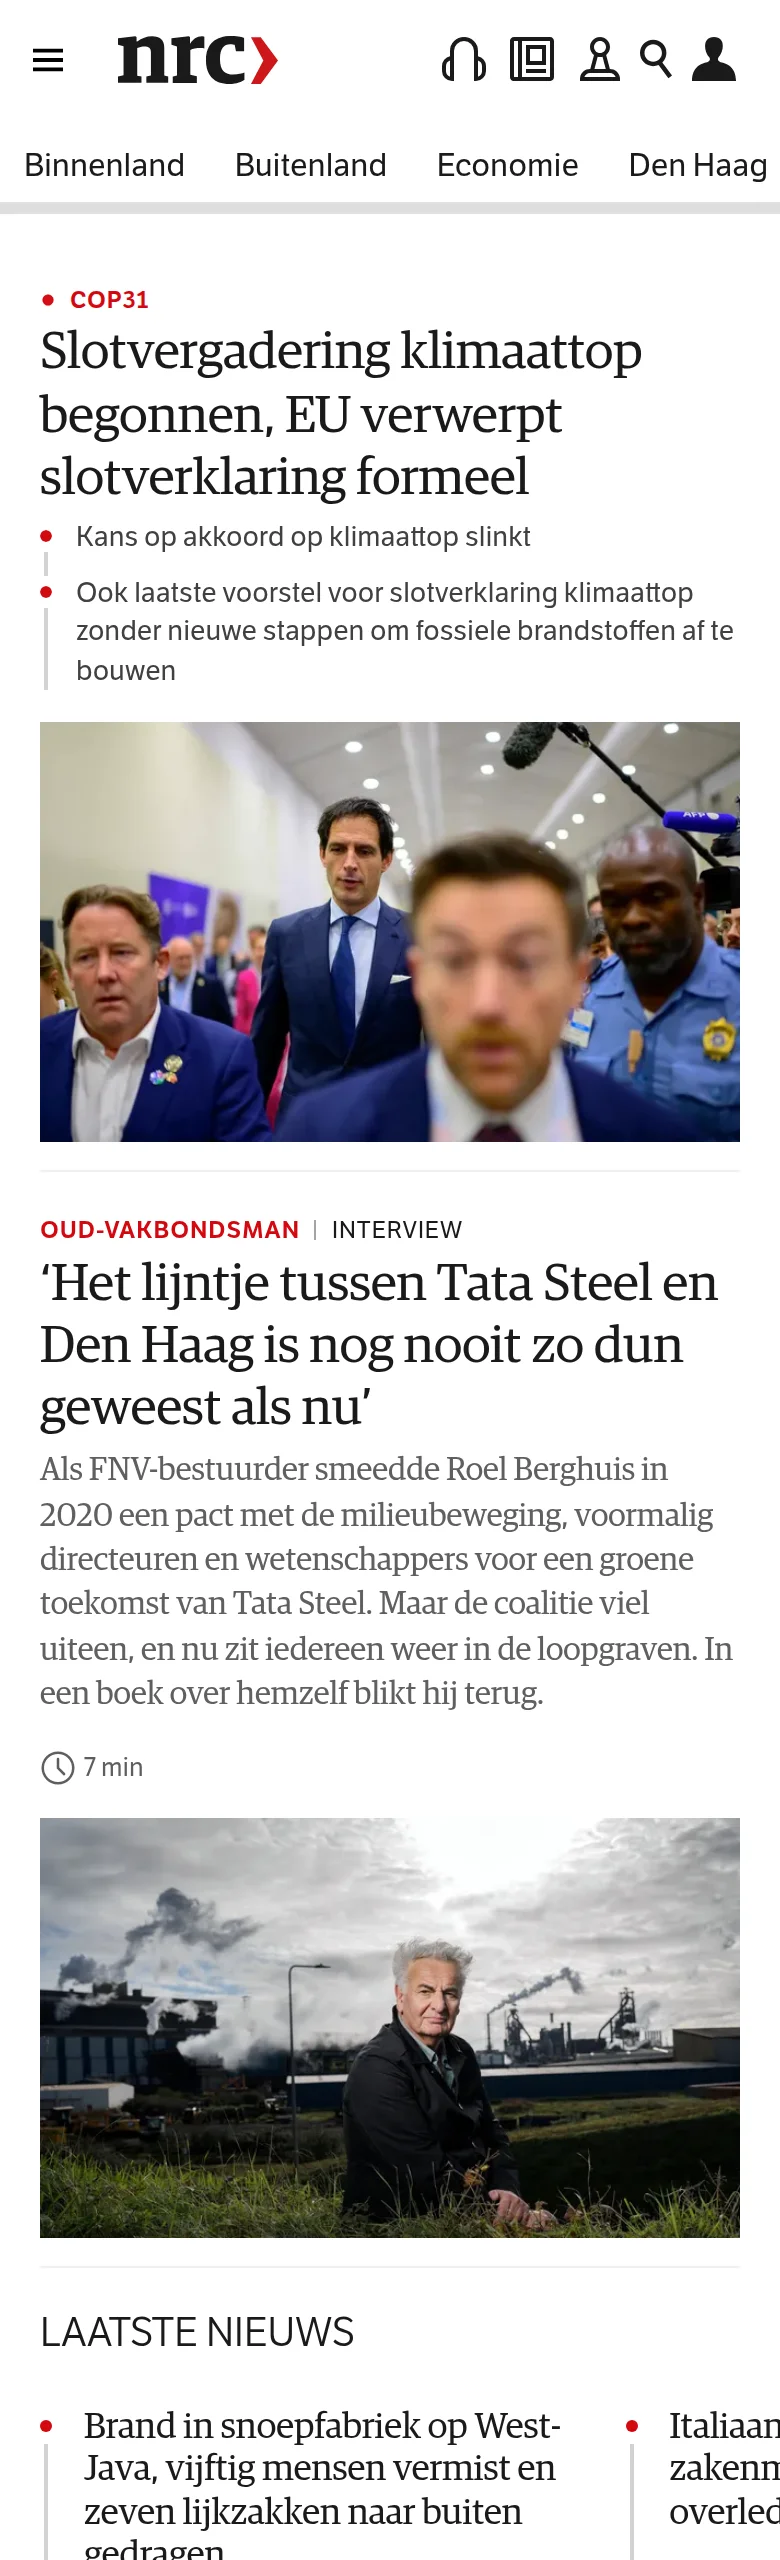 nrc
Binnenland Buitenland Economie Den Haag
COP31
Slotvergadering klimaattop
begonnen, EU verwerpt
slotverklaring formeel
Kans op akkoord op klimaattop slinkt
Ook laatste voorstel voor slotverklaring klimaattop
zonder nieuwe stappen om fossiele brandstoffen af te
bouwen
AFP
OUD-VAKBONDSMAN | INTERVIEW
‘Het lijntje tussen Tata Steel en
Den Haag is nog nooit zo dun
geweest als nu’
Als FNV-bestuurder smeedde Roel Berghuis in
2020 een pact met de milieubeweging, voormalig
directeuren en wetenschappers voor een groene
toekomst van Tata Steel. Maar de coalitie viel
uiteen, en nu zit iedereen weer in de loopgraven. In
een boek over hemzelf blikt hij terug.
7 min
LAATSTE NIEUWS
Brand in snoepfabriek op West-
Java, vijftig mensen vermist en
zeven lijkzakken naar buiten
gedragen
Italiaan
zakenm
overled